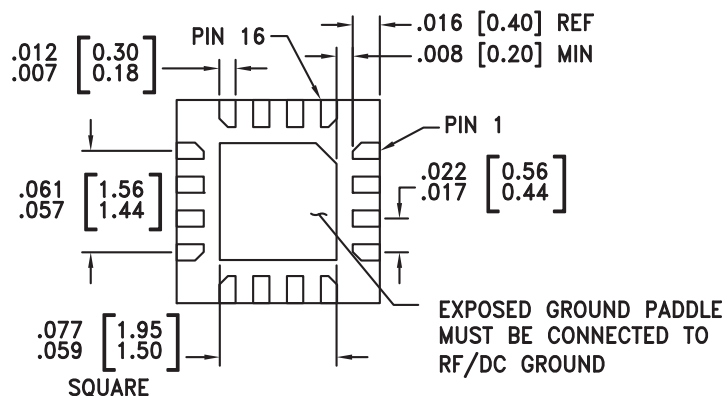 .016 [0.40] REF
.008 [0.20] MIN
PIN 16
.012 [0.30]
.007 [0.18]
PIN 1
.022 [0.56]
.017 [0.44]
.061 [1.56]
.057 [1.44]
.077 [1.95]
.059 [1.50]
SQUARE
EXPOSED GROUND PADDLE
MUST BE CONNECTED TO
RF/DC GROUND